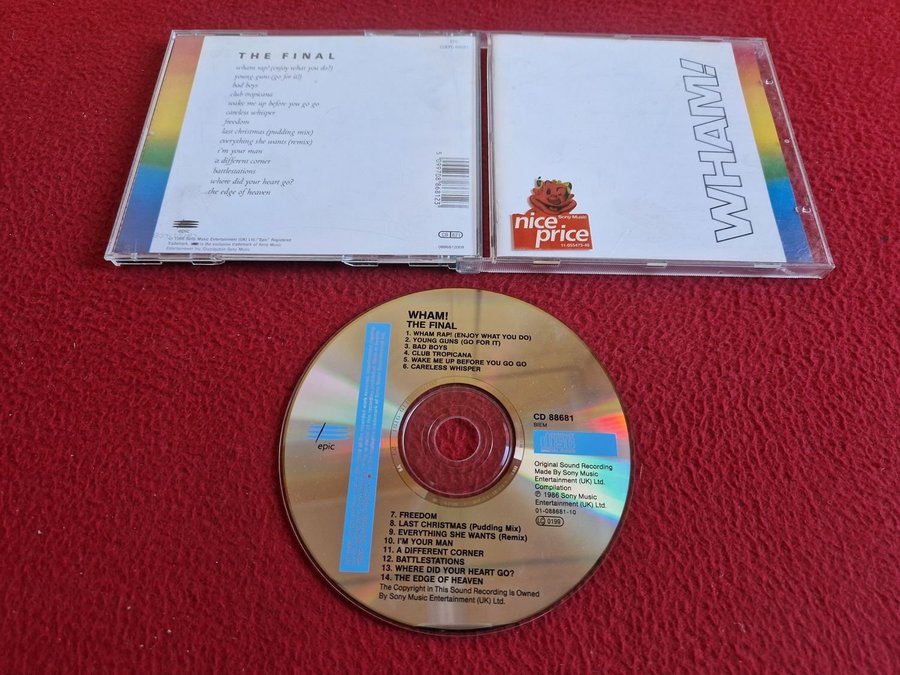 THE FINAL
wham rap! (enjoy what you do?)
young guns (go for it!)
bad boys
club tropicana
wake me up before you go go
careless whisper
freedom
last christmas (pudding mix)
everything she wants (remix)
i'm your man
a different corner
battlestations
where did your heart go?
the edge of heaven
epic
5 099708 868123
WHAM!
Sony Music
nice
price
WHAM!
THE FINAL
1. WHAM RAP! (ENJOY WHAT YOU DO)
2. YOUNG GUNS (GO FOR IT)
3. BAD BOYS
4. CLUB TROPICANA
5. WAKE ME UP BEFORE YOU GO GO
6. CARELESS WHISPER
epic
CD 88681
BIEM
Original Sound Recording
Made By Sony Music
Entertainment (UK) Ltd.
Compilation
℗ 1986 Sony Music
Entertainment (UK) Ltd.
01-088681-10
LC 0199
7. FREEDOM
8. LAST CHRISTMAS (Pudding Mix)
9. EVERYTHING SHE WANTS (Remix)
10. I'M YOUR MAN
11. A DIFFERENT CORNER
12. BATTLESTATIONS
13. WHERE DID YOUR HEART GO?
14. THE EDGE OF HEAVEN
The Copyright in This Sound Recording is Owned
By Sony Music Entertainment (UK) Ltd.